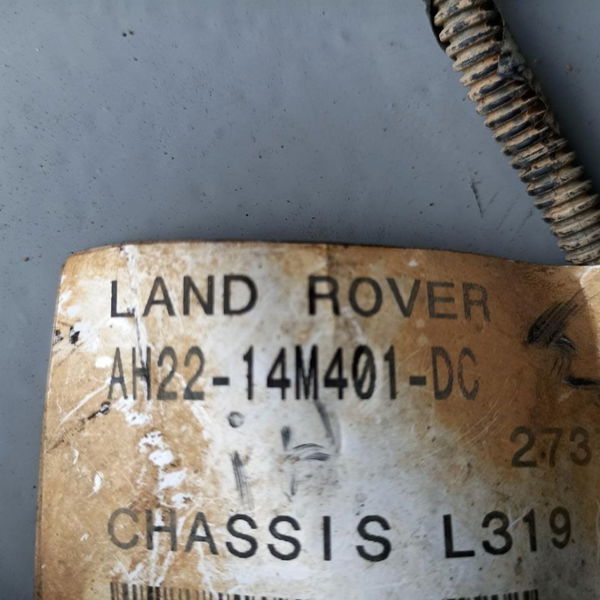 LAND ROVER
AH22-14M401-DC
273
CHASSIS L319